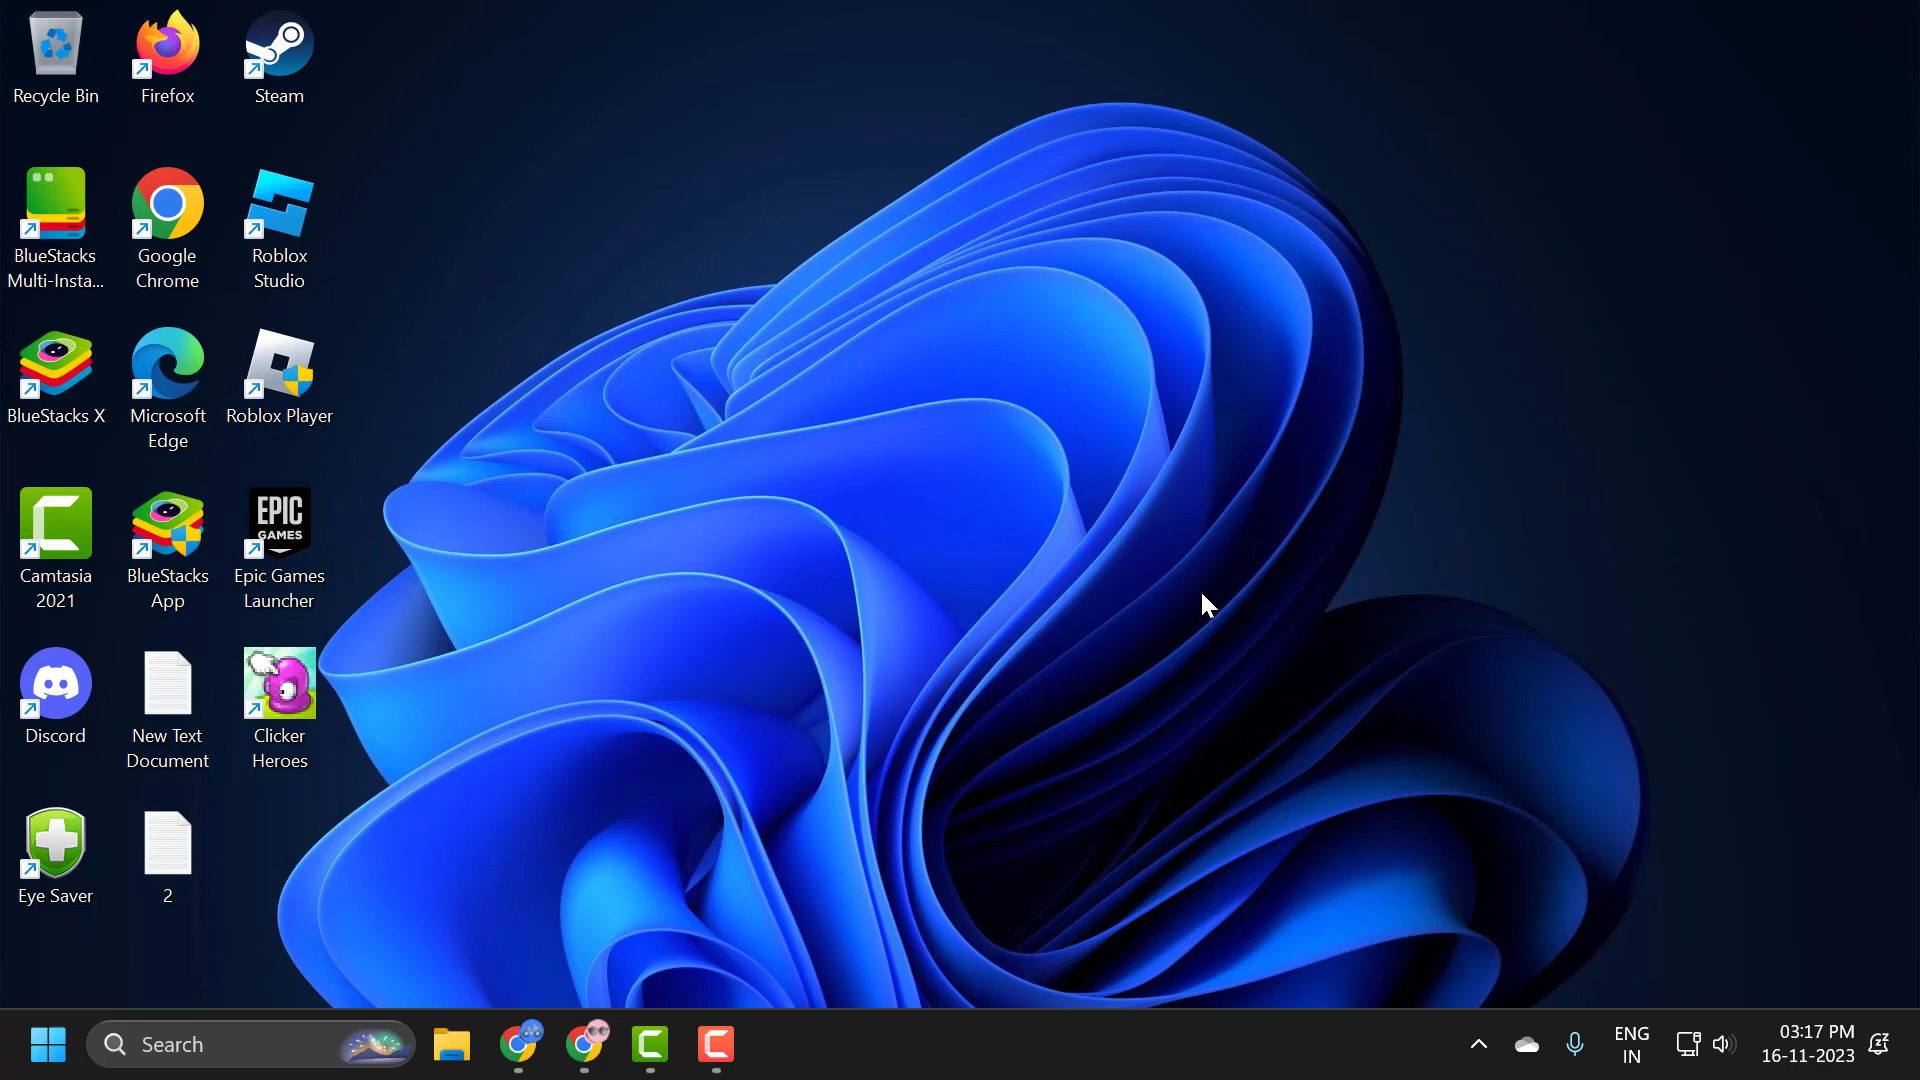 Recycle Bin
Firefox
Steam
BlueStacks
Multi-Insta...
Google
Chrome
Roblox
Studio
BlueStacks X
Microsoft
Edge
Roblox Player
EPIC
GAMES
Camtasia
2021
BlueStacks
App
Epic Games
Launcher
Discord
New Text
Document
Clicker
Heroes
Eye Saver
2
Search
ENG
IN
03:17 PM
16-11-2023